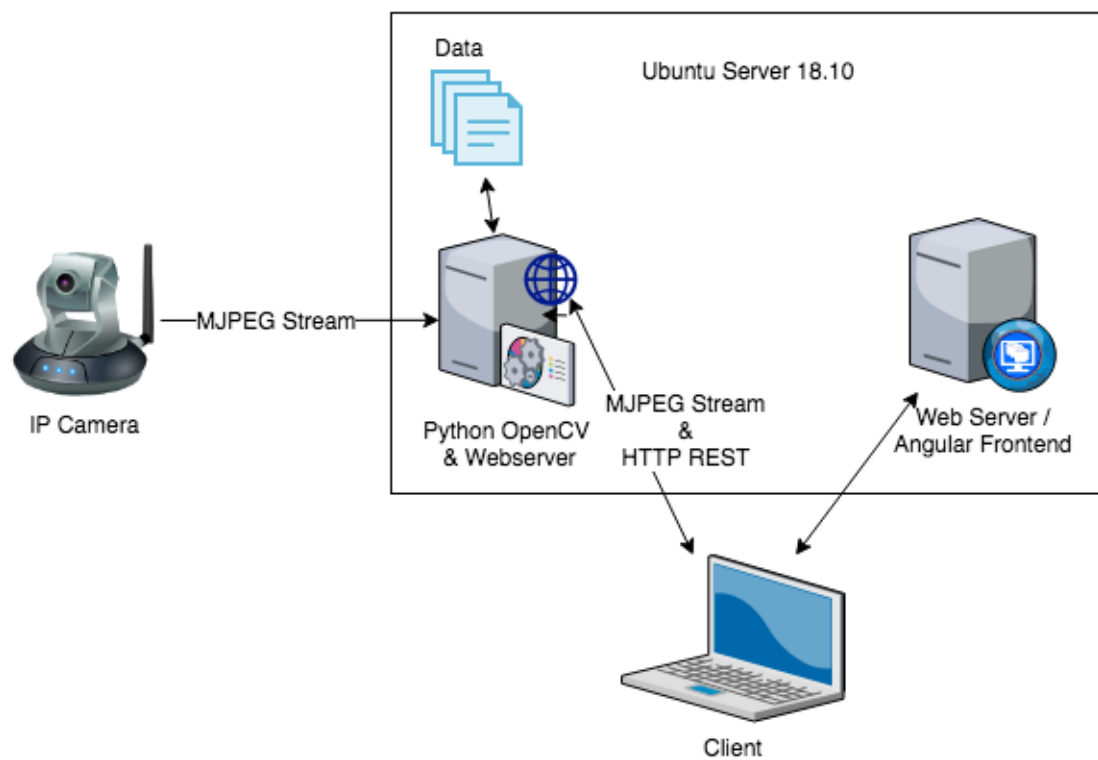 Data
Ubuntu Server 18.10
MJPEG Stream
IP Camera
Python OpenCV
& Webserver
MJPEG Stream
&
HTTP REST
Web Server /
Angular Frontend
Client